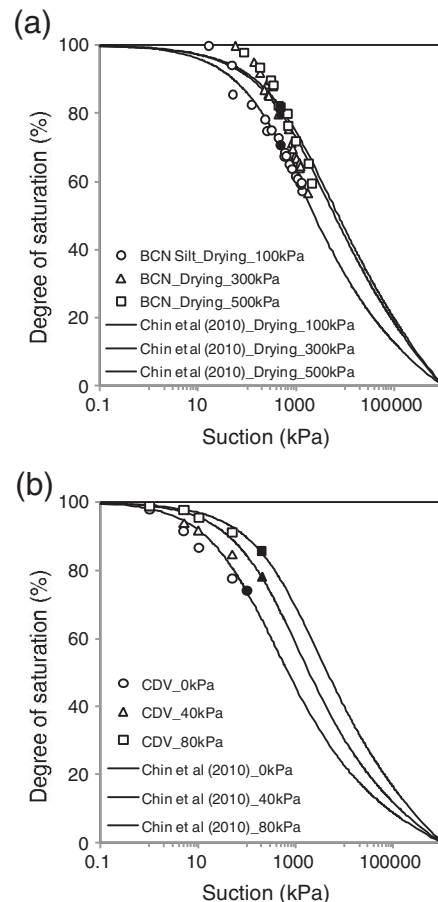 (a)
100
80
60
40
20
0
Degree of saturation (%)
BCN Silt_Drying_100kPa
BCN_Drying_300kPa
BCN_Drying_500kPa
Chin et al (2010)_Drying_100kPa
Chin et al (2010)_Drying_300kPa
Chin et al (2010)_Drying_500kPa
0.1 10 1000 100000
Suction (kPa)
(b)
100
80
60
40
20
0
Degree of saturation (%)
CDV_0kPa
CDV_40kPa
CDV_80kPa
Chin et al (2010)_0kPa
Chin et al (2010)_40kPa
Chin et al (2010)_80kPa
0.1 10 1000 100000
Suction (kPa)